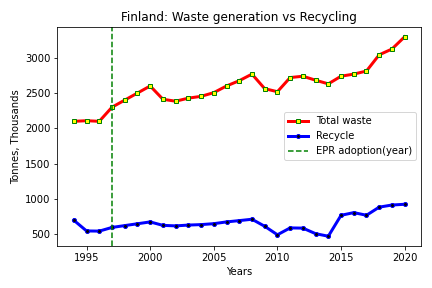 Finland: Waste generation vs Recycling
Tonnes, Thousands
3000
2500
2000
1500
1000
500
Total waste
Recycle
EPR adoption(year)
1995
2000
2005
2010
2015
2020
Years